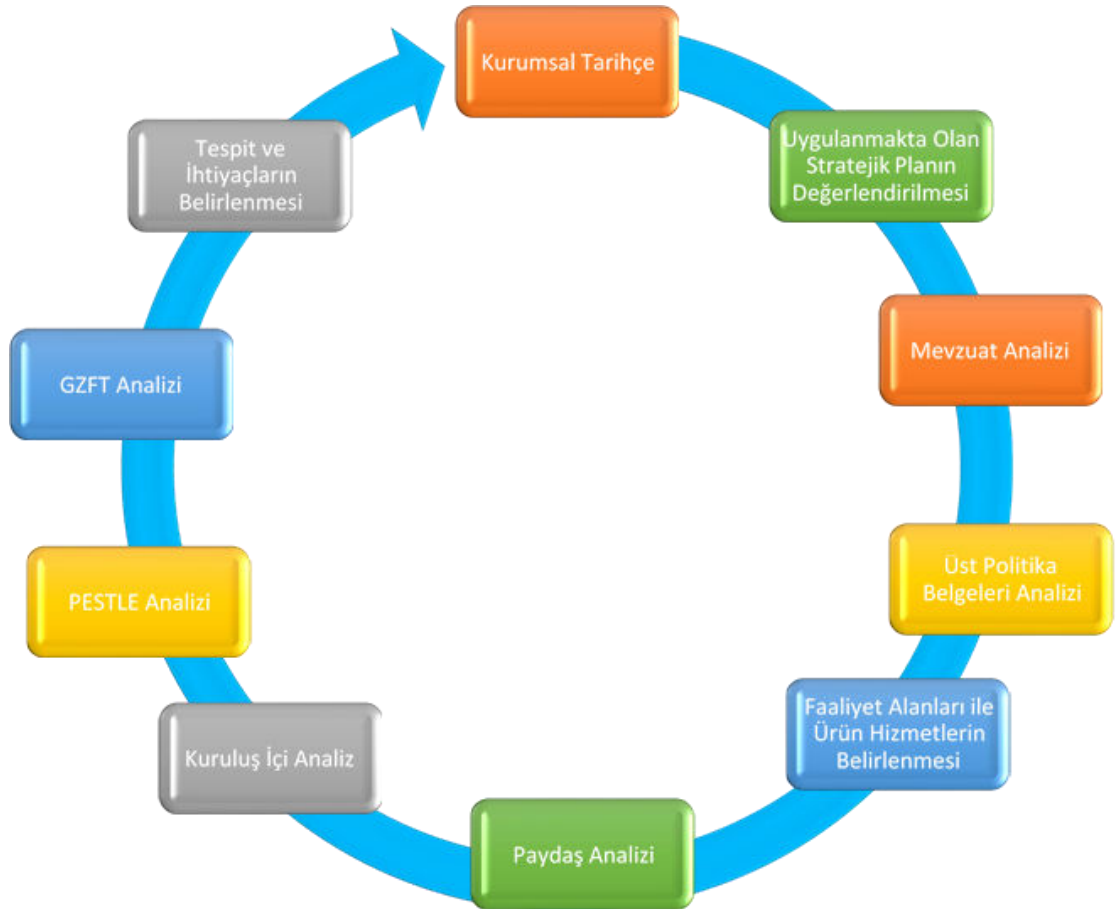 Kurumsal Tarihçe
Uygulanmakta Olan
Stratejik Planın
Değerlendirilmesi
Mevzuat Analizi
Üst Politika
Belgeleri Analizi
Faaliyet Alanları ile
Ürün Hizmetlerin
Belirlenmesi
Paydaş Analizi
Kuruluş İçi Analiz
PESTLE Analizi
GZFT Analizi
Tespit ve
İhtiyaçların
Belirlenmesi